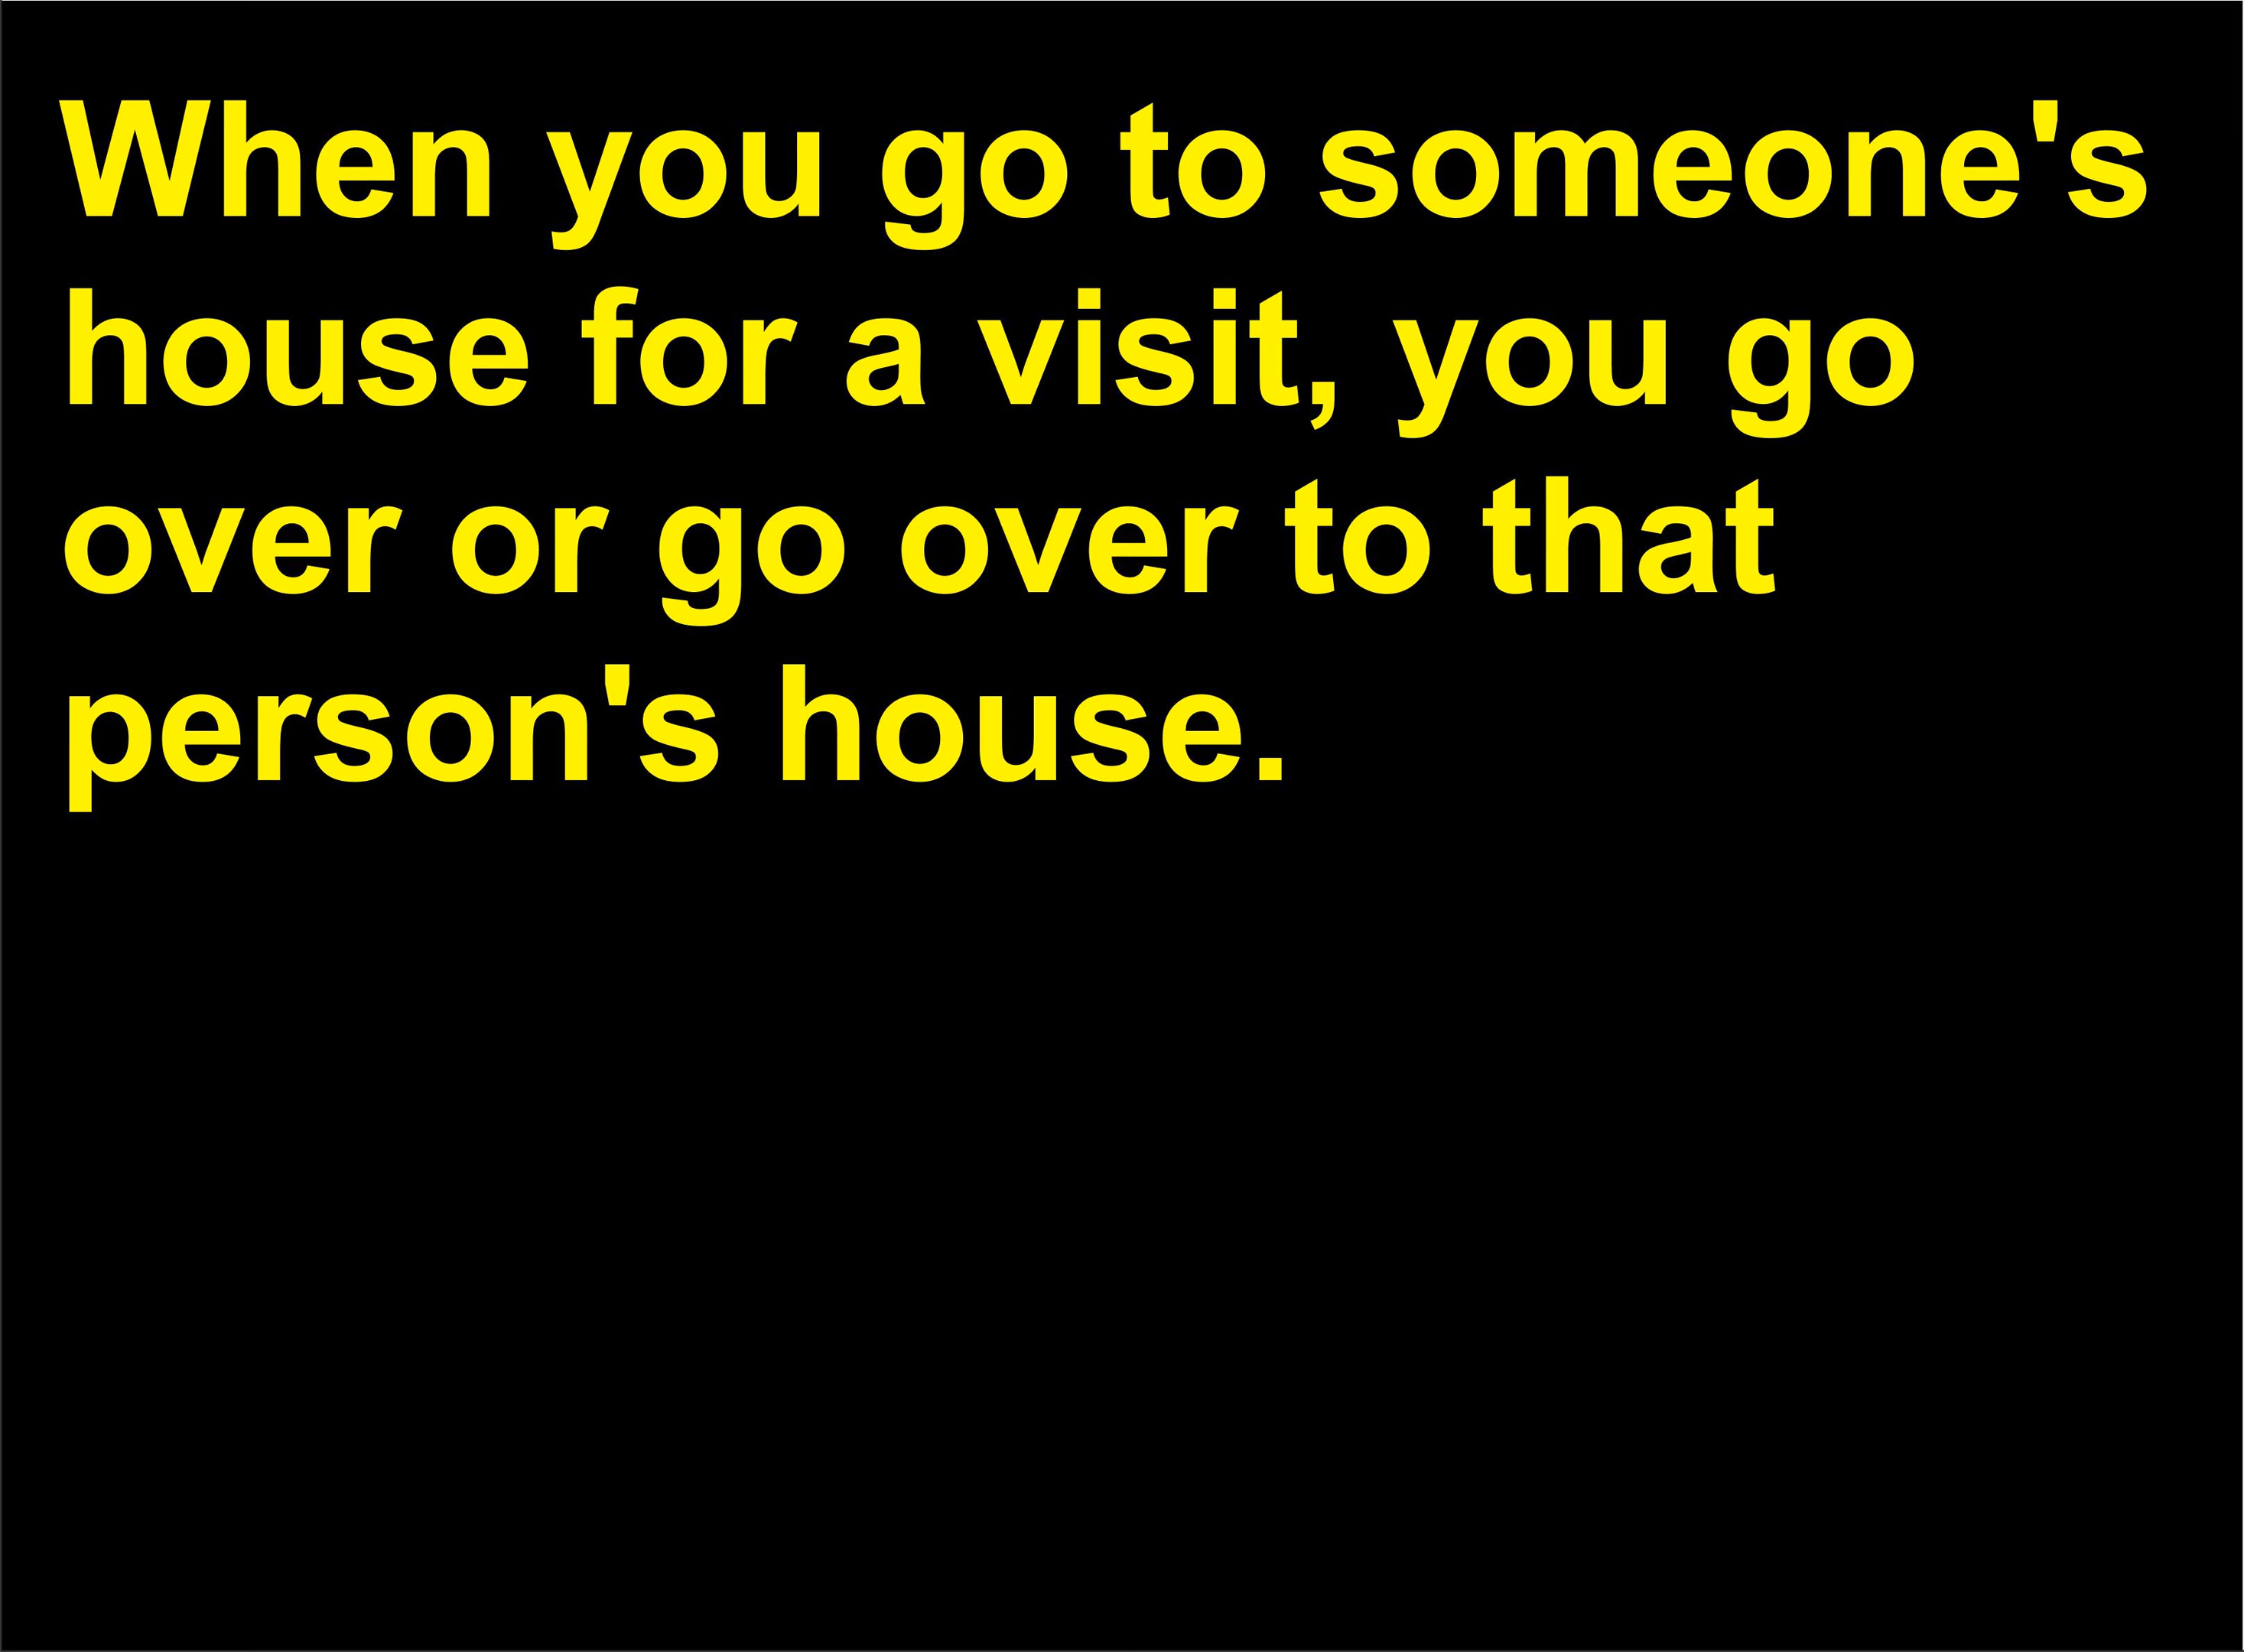 When you go to someone's
house for a visit, you go
over or go over to that
person's house.